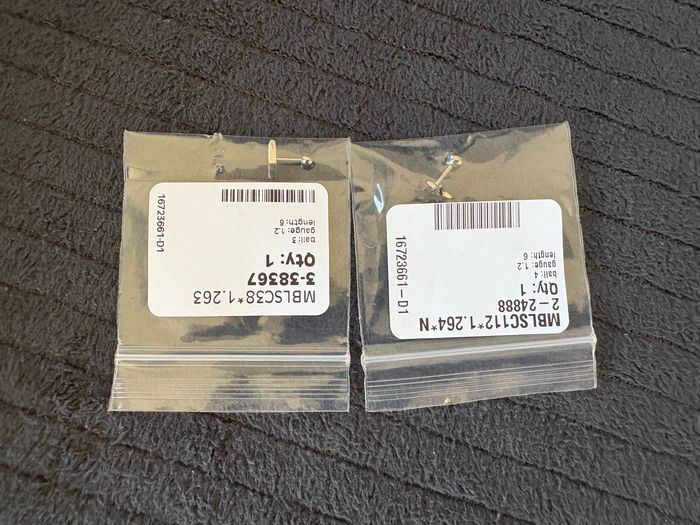 MBLSC38*1.263
3-38367
Qty: 1
ball: 3
gauge: 1.2
length: 6
16723661-D1
MBLSC112*1.264*N
2-24888
Qty: 1
ball: 4
gauge: 1.2
length: 6
16723661-D1